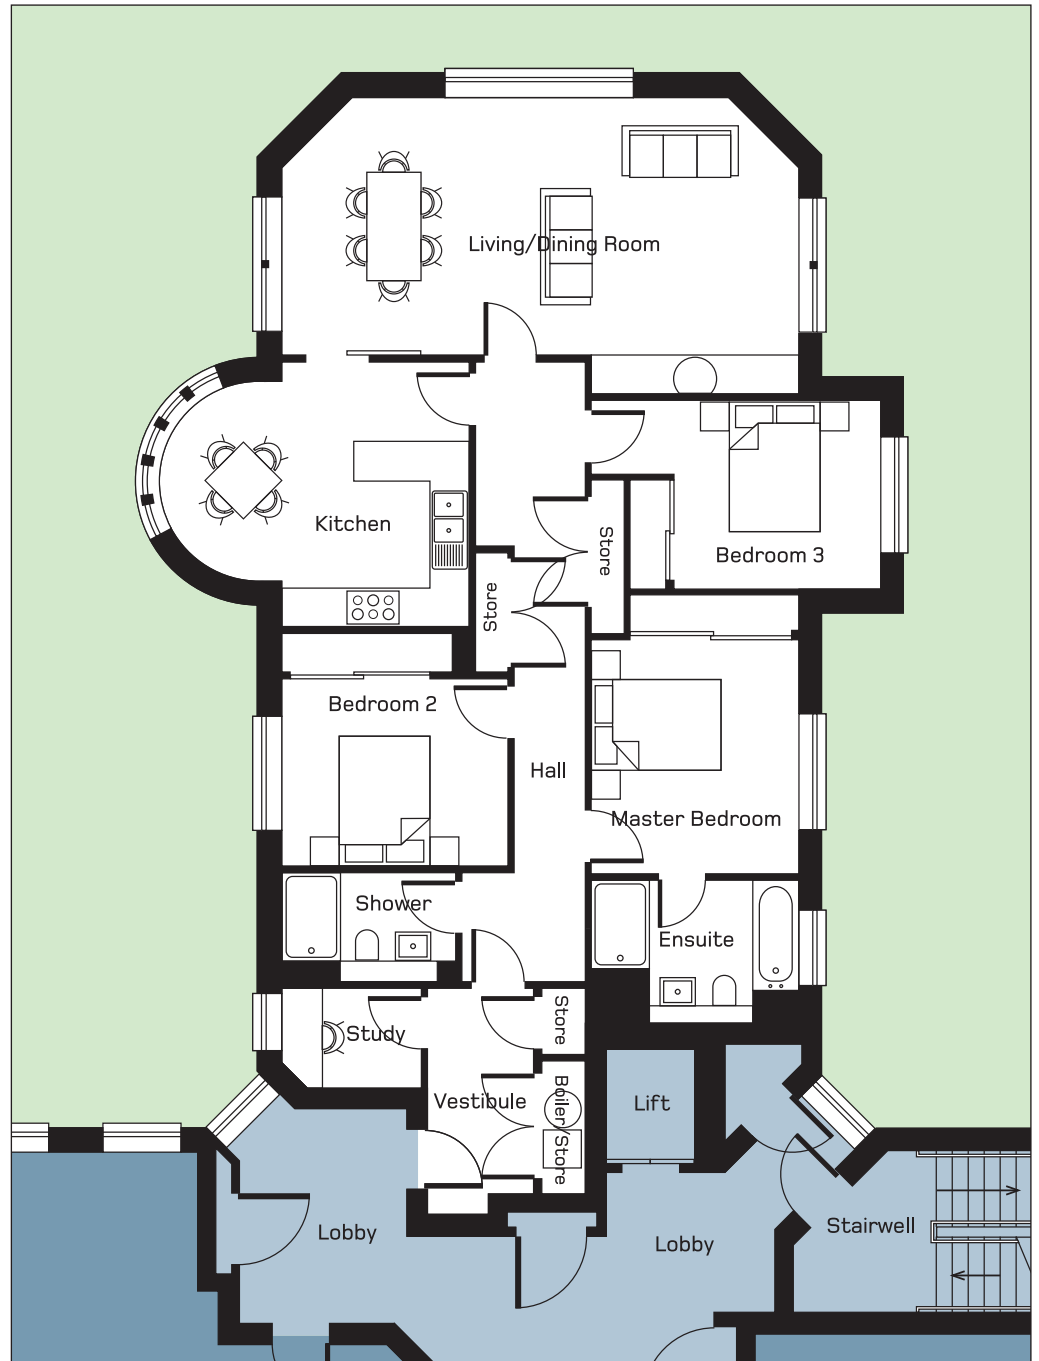 Living/Dining Room
Kitchen
Store
Bedroom 3
Store
Bedroom 2
Hall
Master Bedroom
Shower
Ensuite
Study
Store
Vestibule
Boiler/Store
Lift
Lobby
Lobby
Stairwell